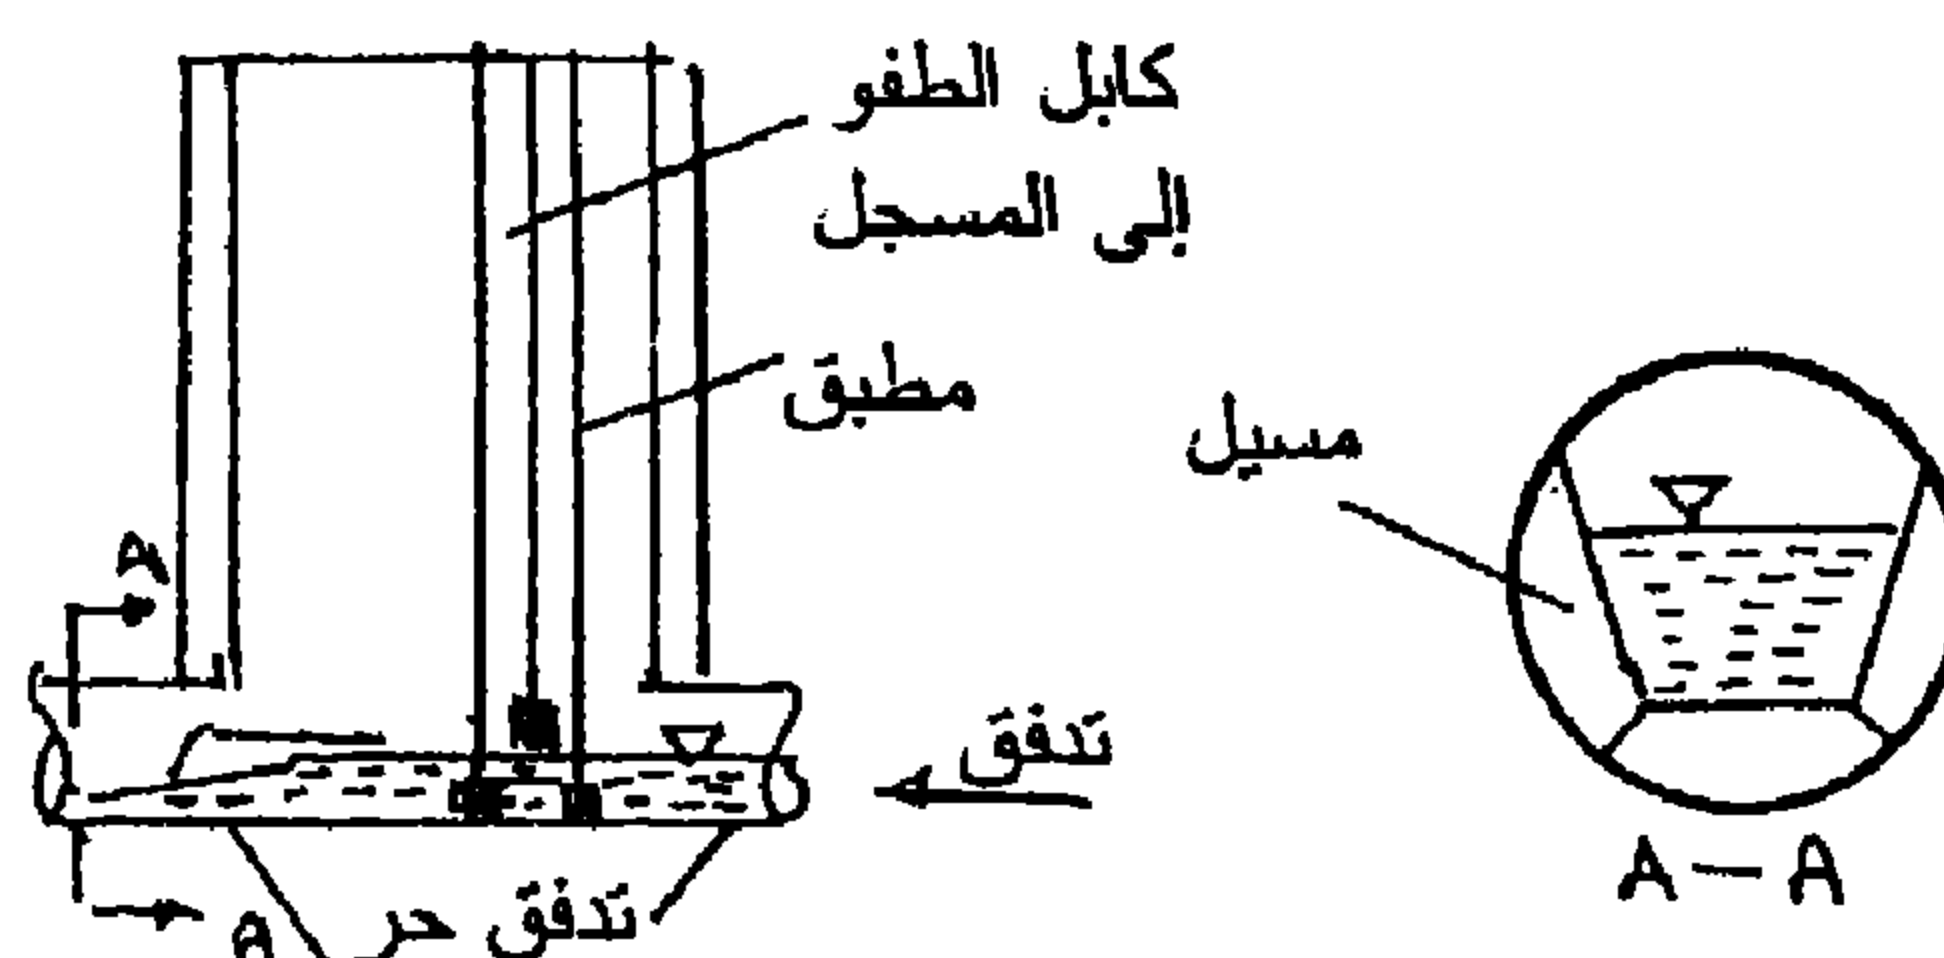 كابل الطفو
إلى المسجل
مطبق
مسيل
A
تدفق
A
تدفق حر
A – A